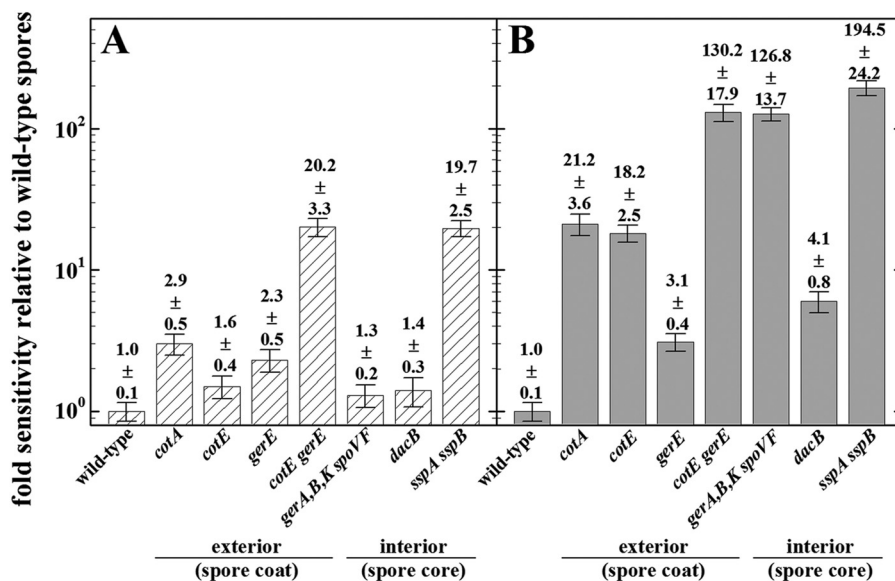 A
B
fold sensitivity relative to wild-type spores
10²
10¹
10⁰
1.0
±
0.1
2.9
±
0.5
1.6
±
0.4
2.3
±
0.5
20.2
±
3.3
1.3
±
0.2
1.4
±
0.3
19.7
±
2.5
1.0
±
0.1
21.2
±
3.6
18.2
±
2.5
3.1
±
0.4
130.2
±
17.9
126.8
±
13.7
4.1
±
0.8
194.5
±
24.2
wild-type
cotA
cotE
gerE
cotE gerE
gerA,B,K spoVF
dacB
sspA sspB
wild-type
cotA
cotE
gerE
cotE gerE
gerA,B,K spoVF
dacB
sspA sspB
exterior
(spore coat)
interior
(spore core)
exterior
(spore coat)
interior
(spore core)